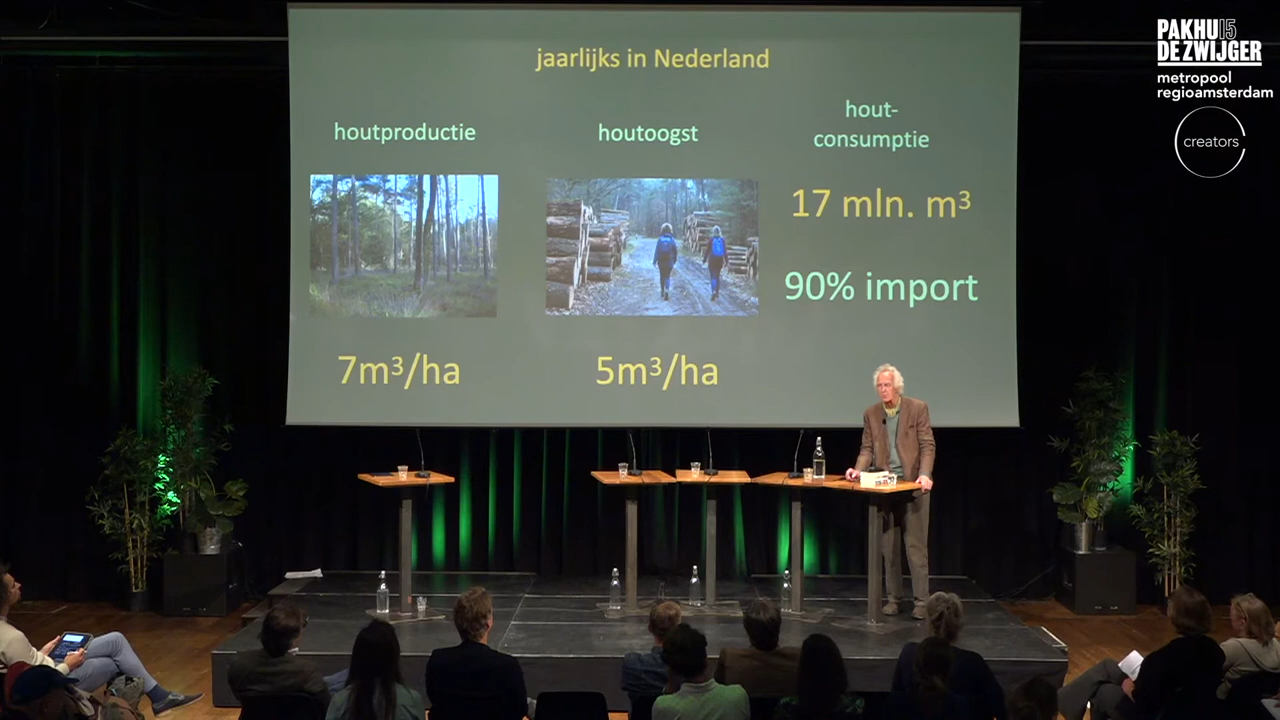 jaarlijks in Nederland
houtproductie
houtoogst
hout-
consumptie
17 mln. m³
90% import
7m³/ha
5m³/ha
PAKHU15
DE ZWIJGER
metropool
regioamsterdam
creators